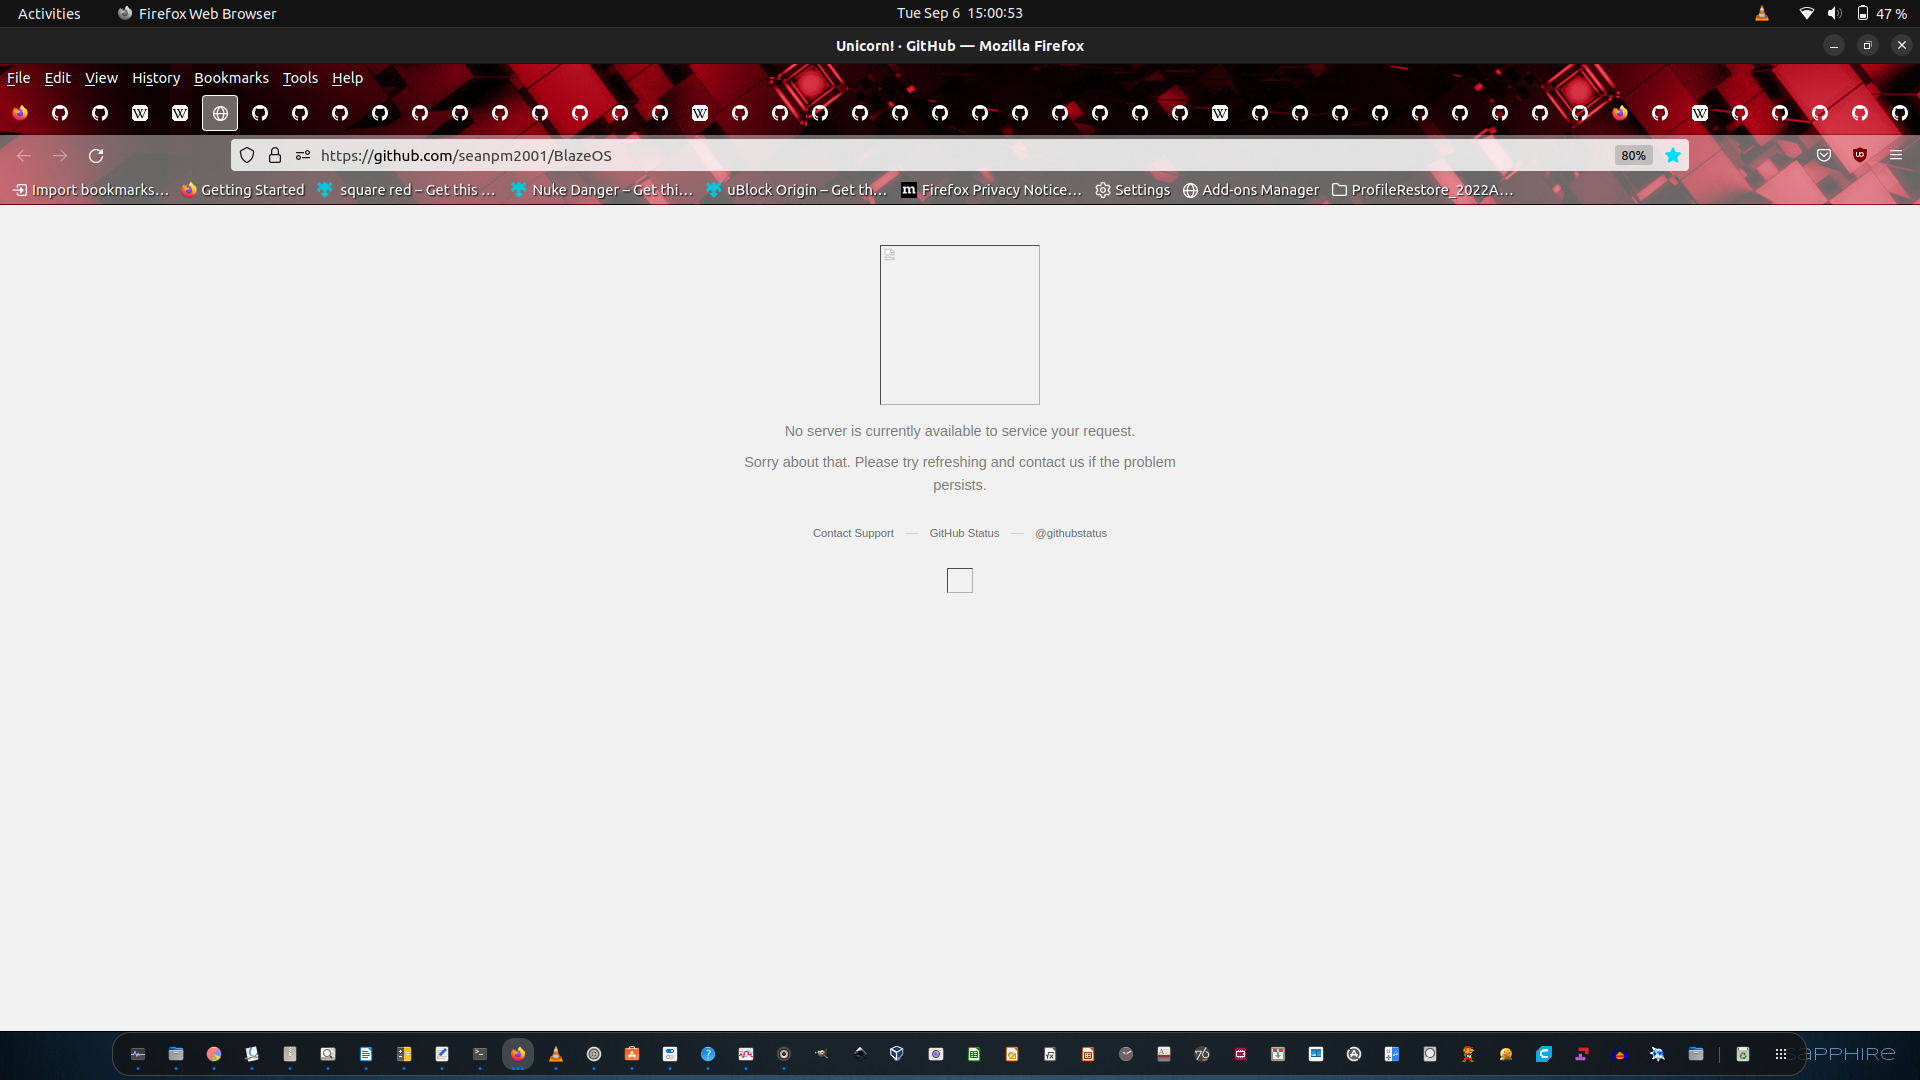 Activities Firefox Web Browser Tue Sep 6 15:00:53 47 %
Unicorn! · GitHub — Mozilla Firefox
File Edit View History Bookmarks Tools Help
https://github.com/seanpm2001/BlazeOS 80%
Import bookmarks… Getting Started square red – Get this … Nuke Danger – Get thi… uBlock Origin – Get th… Firefox Privacy Notice… Settings Add-ons Manager ProfileRestore_2022A…
No server is currently available to service your request.
Sorry about that. Please try refreshing and contact us if the problem
persists.
Contact Support — GitHub Status — @githubstatus
SAPPHIRE